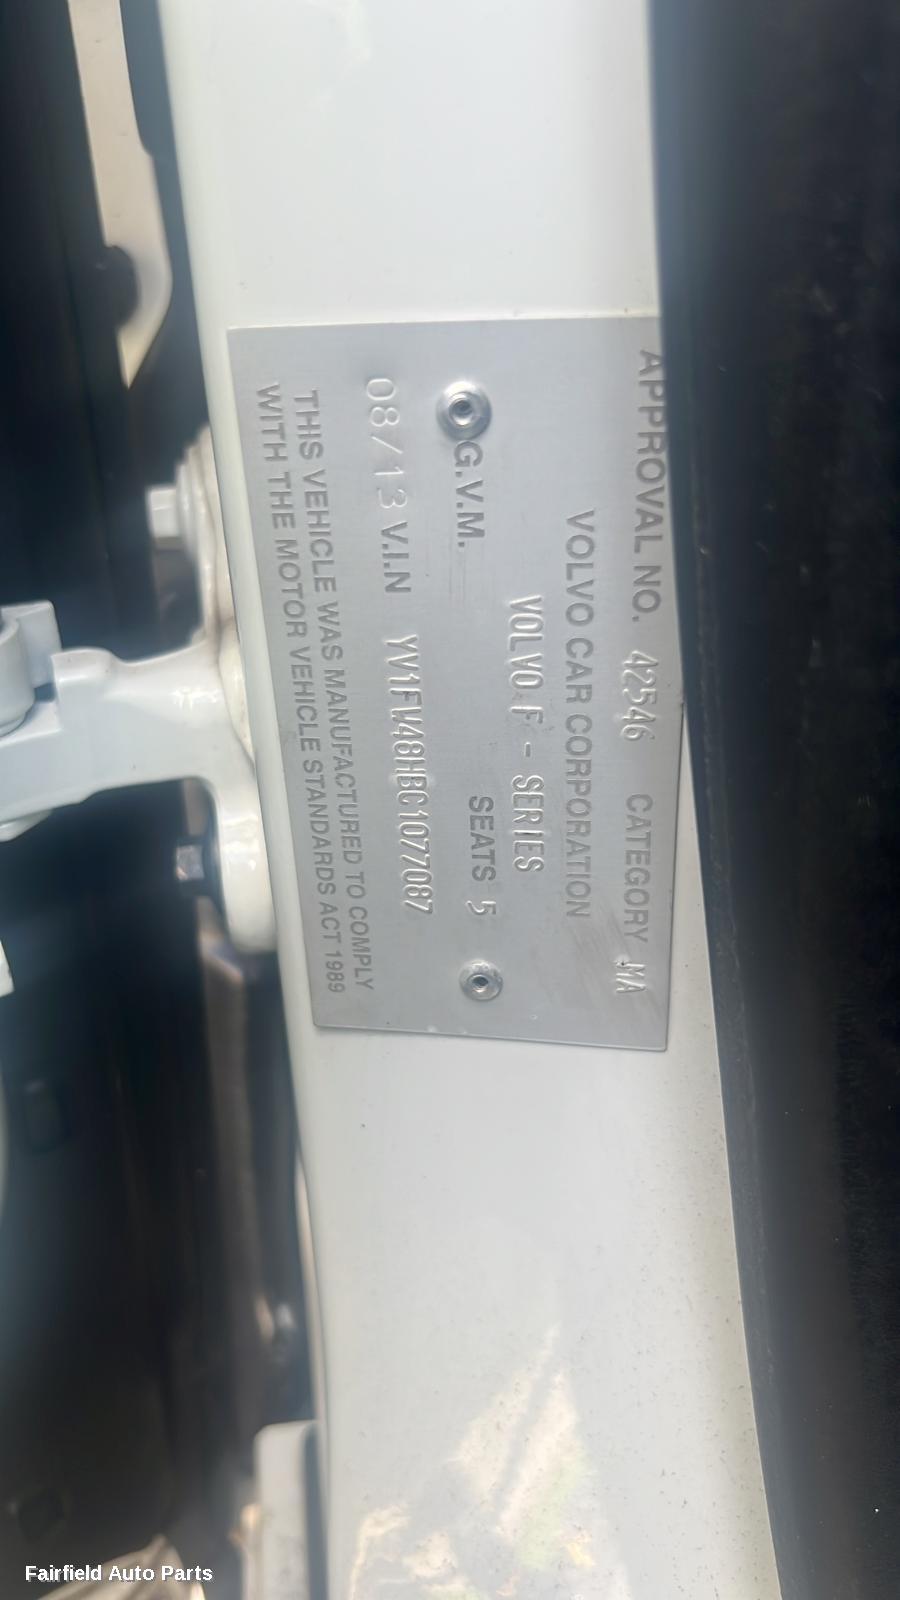 APPROVAL NO. 42546 CATEGORY MA
VOLVO CAR CORPORATION
VOLVO F - SERIES
G.V.M. SEATS 5
08/13 V.I.N YV1FW48HBC1077087
THIS VEHICLE WAS MANUFACTURED TO COMPLY
WITH THE MOTOR VEHICLE STANDARDS ACT 1989
Fairfield Auto Parts